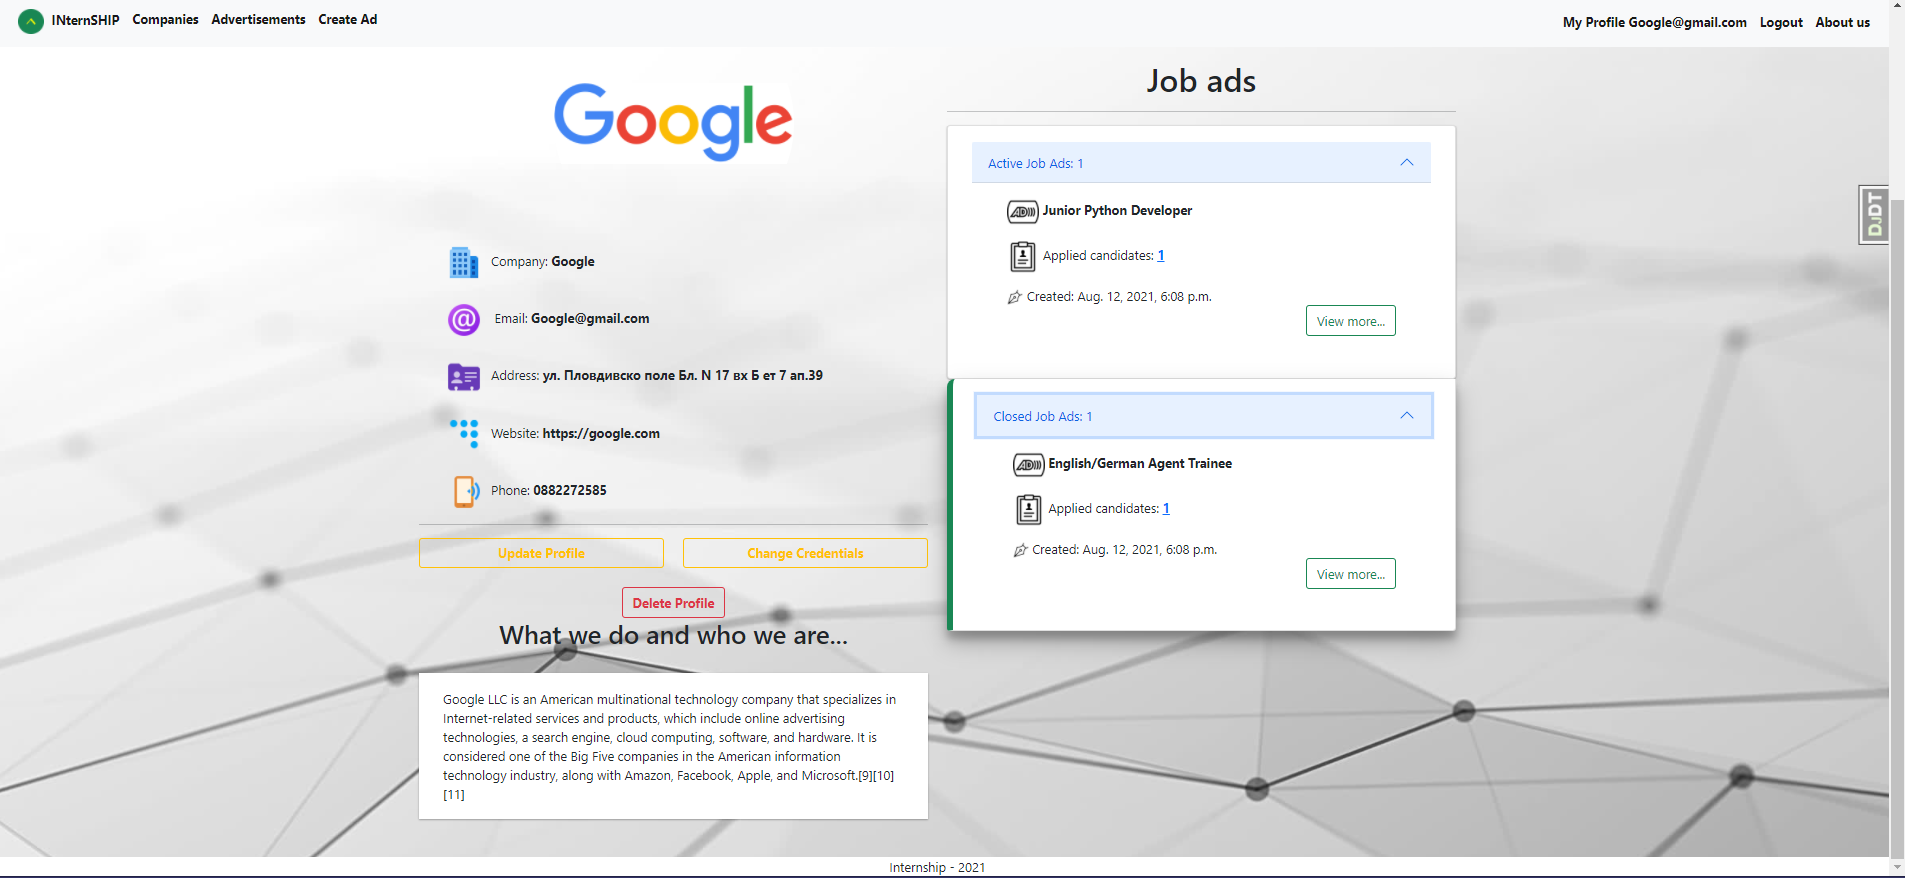 INternSHIP Companies Advertisements Create Ad
My Profile Google@gmail.com Logout About us
Google
Company: Google
Email: Google@gmail.com
Address: ул. Пловдивско поле Бл. N 17 вх Б ет 7 ап.39
Website: https://google.com
Phone: 0882272585
Update Profile Change Credentials
Delete Profile
What we do and who we are...
Google LLC is an American multinational technology company that specializes in
Internet-related services and products, which include online advertising
technologies, a search engine, cloud computing, software, and hardware. It is
considered one of the Big Five companies in the American information
technology industry, along with Amazon, Facebook, Apple, and Microsoft.[9][10]
[11]
Job ads
Active Job Ads: 1
AD
Junior Python Developer
Applied candidates: 1
Created: Aug. 12, 2021, 6:08 p.m.
View more...
Closed Job Ads: 1
AD
English/German Agent Trainee
Applied candidates: 1
Created: Aug. 12, 2021, 6:08 p.m.
View more...
DJDT
Internship - 2021